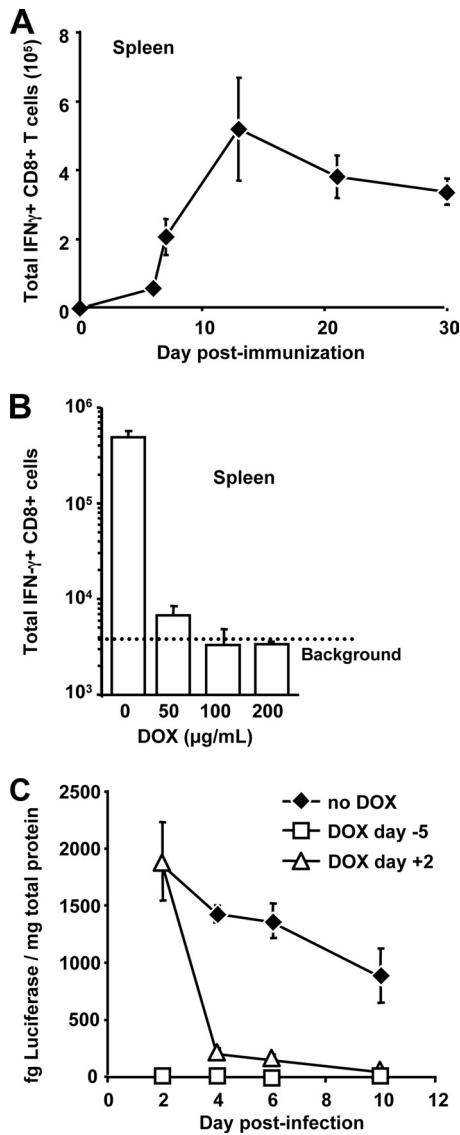 A
Spleen
Total IFNγ+ CD8+ T cells (10⁵)
8
6
4
2
0
0 10 20 30
Day post-immunization
B
Spleen
Total IFN-γ+ CD8+ cells
10⁶
10⁵
10⁴
10³
Background
0 50 100 200
DOX (µg/mL)
C
no DOX
DOX day -5
DOX day +2
fg Luciferase / mg total protein
2500
2000
1500
1000
500
0
0 2 4 6 8 10 12
Day post-infection